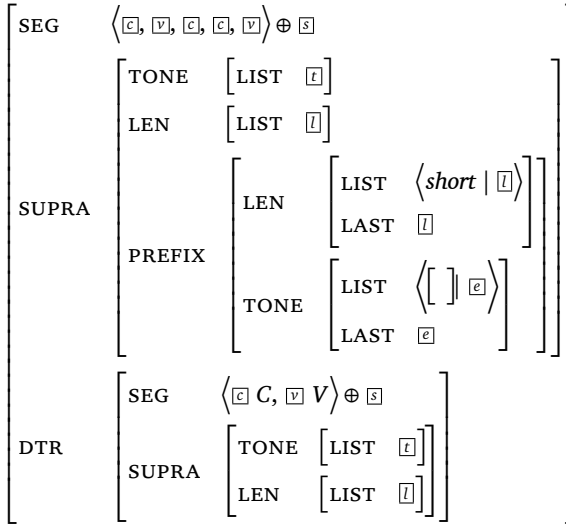 SEG ⟨[c], [v], [c], [c], [v]⟩ ⊕ [s]
TONE [LIST [t]]
LEN [LIST [l]]
SUPRA
PREFIX
LEN
LIST ⟨short | [l]⟩
LAST [l]
TONE
LIST ⟨[ ]| [e]⟩
LAST [e]
DTR
SEG ⟨[c] C, [v] V⟩ ⊕ [s]
SUPRA
TONE [LIST [t]]
LEN [LIST [l]]